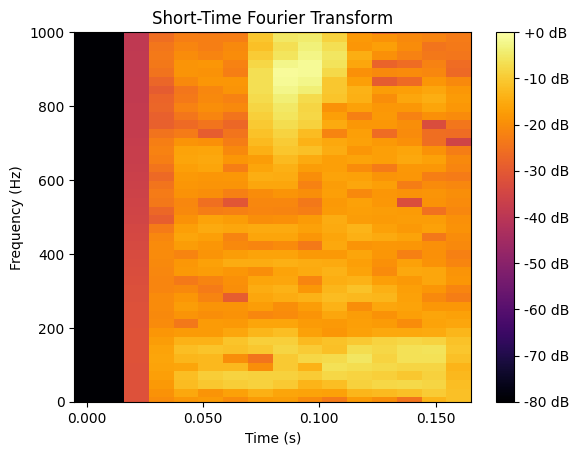 Short-Time Fourier Transform
1000
800
600
400
200
0
Frequency (Hz)
0.000
0.050
0.100
0.150
Time (s)
+0 dB
-10 dB
-20 dB
-30 dB
-40 dB
-50 dB
-60 dB
-70 dB
-80 dB